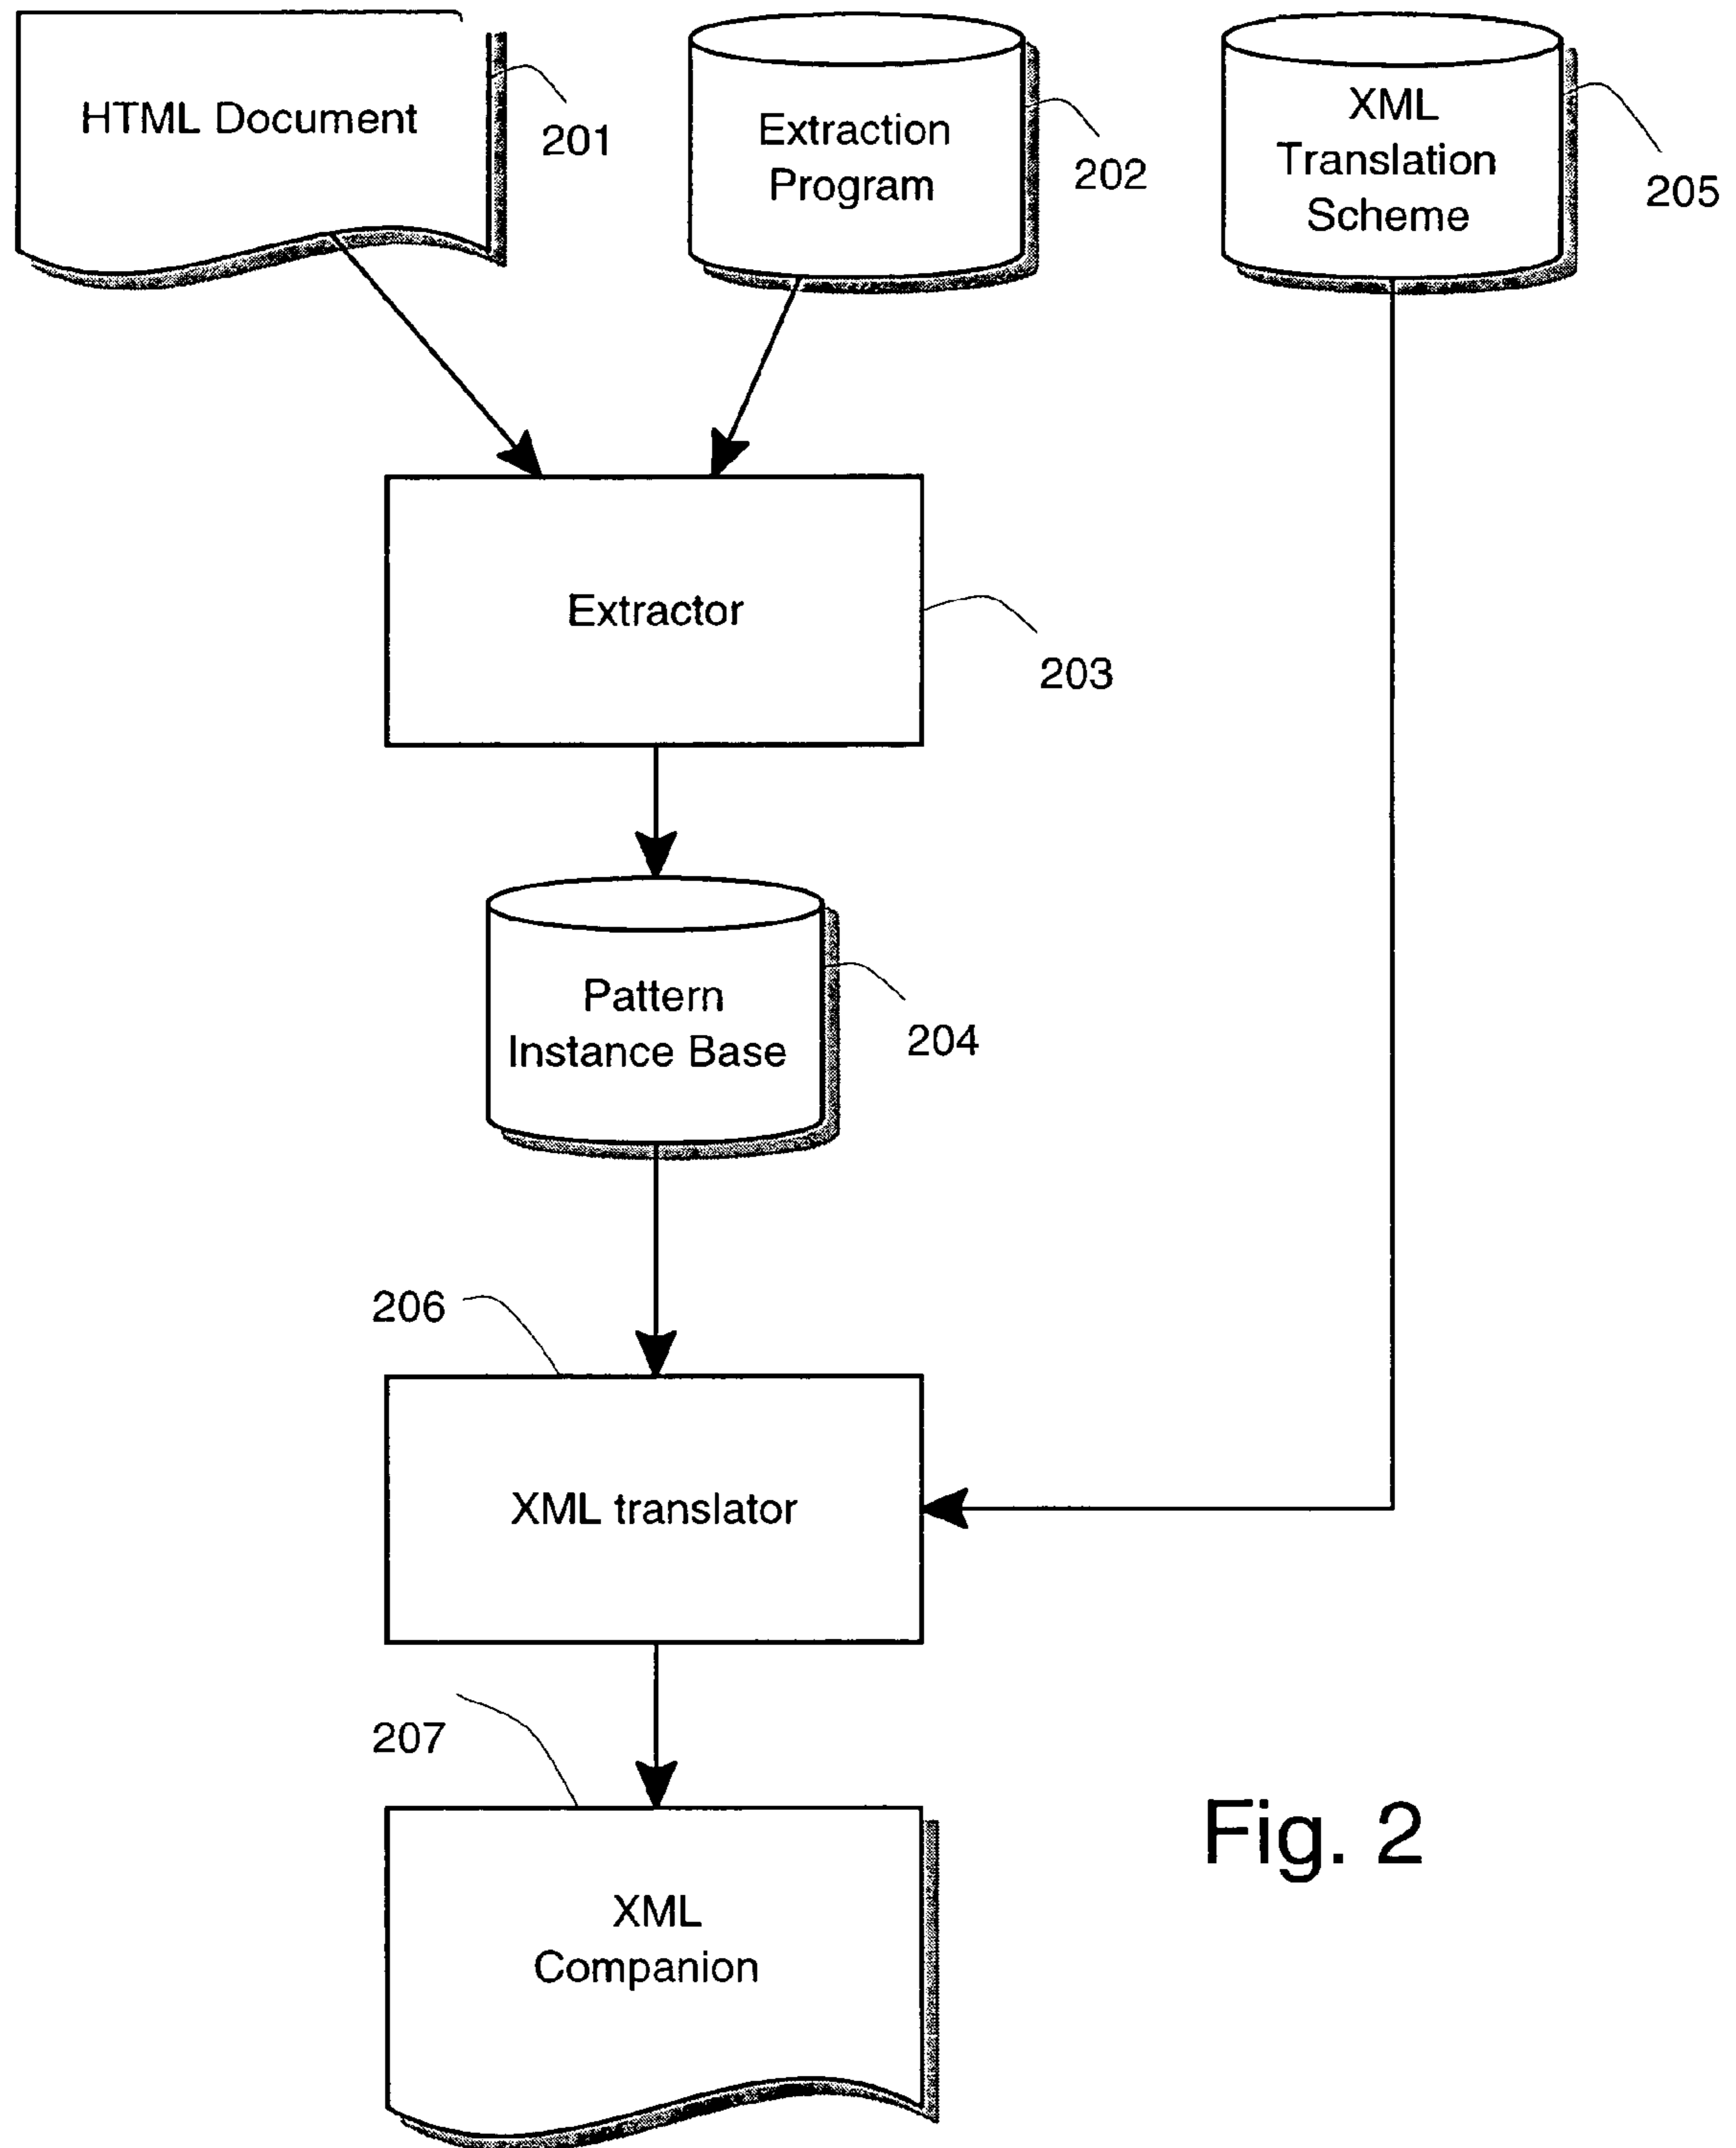 HTML Document
201
Extraction
Program
202
XML
Translation
Scheme
205
Extractor
203
Pattern
Instance Base
204
206
XML translator
207
XML
Companion
Fig. 2